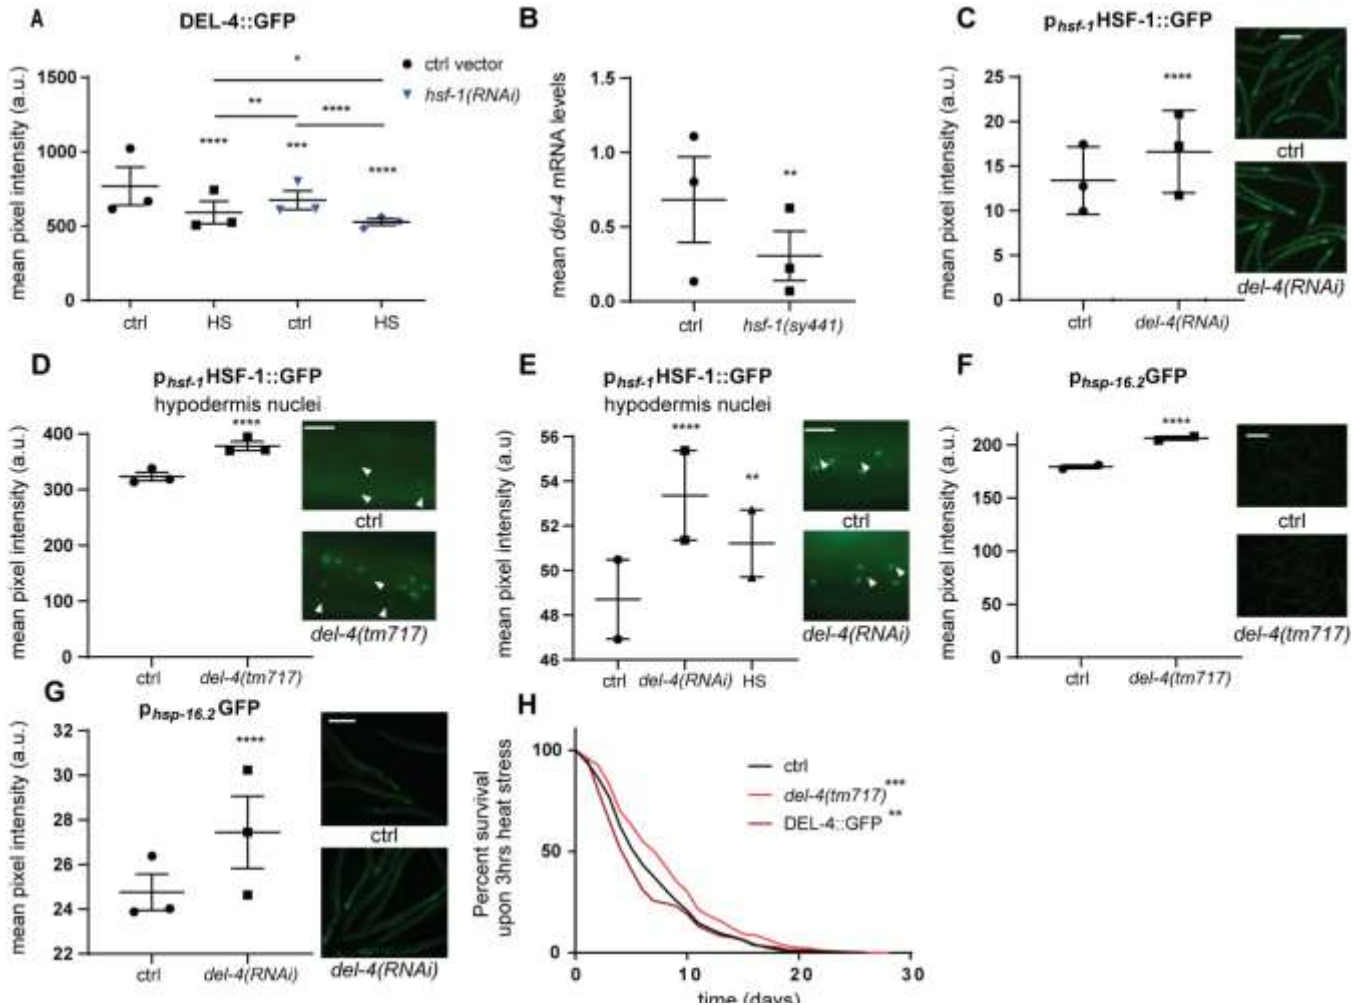 A
DEL-4::GFP
mean pixel intensity (a.u.)
1500
1000
500
0
*
**
****
****
***
****
ctrl vector
hsf-1(RNAi)
ctrl HS ctrl HS
B
mean del-4 mRNA levels
1.5
1.0
0.5
0.0
**
ctrl hsf-1(sy441)
C
phsf-1HSF-1::GFP
mean pixel intensity (a.u.)
25
20
15
10
5
0
****
ctrl del-4(RNAi)
ctrl
del-4(RNAi)
D
phsf-1HSF-1::GFP
hypodermis nuclei
mean pixel intensity (a.u.)
400
300
200
100
0
****
ctrl del-4(tm717)
ctrl
del-4(tm717)
E
phsf-1HSF-1::GFP
hypodermis nuclei
mean pixel intensity (a.u)
56
54
52
50
48
46
****
**
ctrl del-4(RNAi) HS
ctrl
del-4(RNAi)
F
phsp-16.2GFP
mean pixel intensity (a.u.)
200
150
100
50
0
****
ctrl del-4(tm717)
ctrl
del-4(tm717)
G
phsp-16.2GFP
mean pixel intensity (a.u.)
32
30
28
26
24
22
****
ctrl del-4(RNAi)
ctrl
del-4(RNAi)
H
Percent survival
upon 3hrs heat stress
100
50
0
ctrl
del-4(tm717) ***
DEL-4::GFP **
0 10 20 30
time (days)